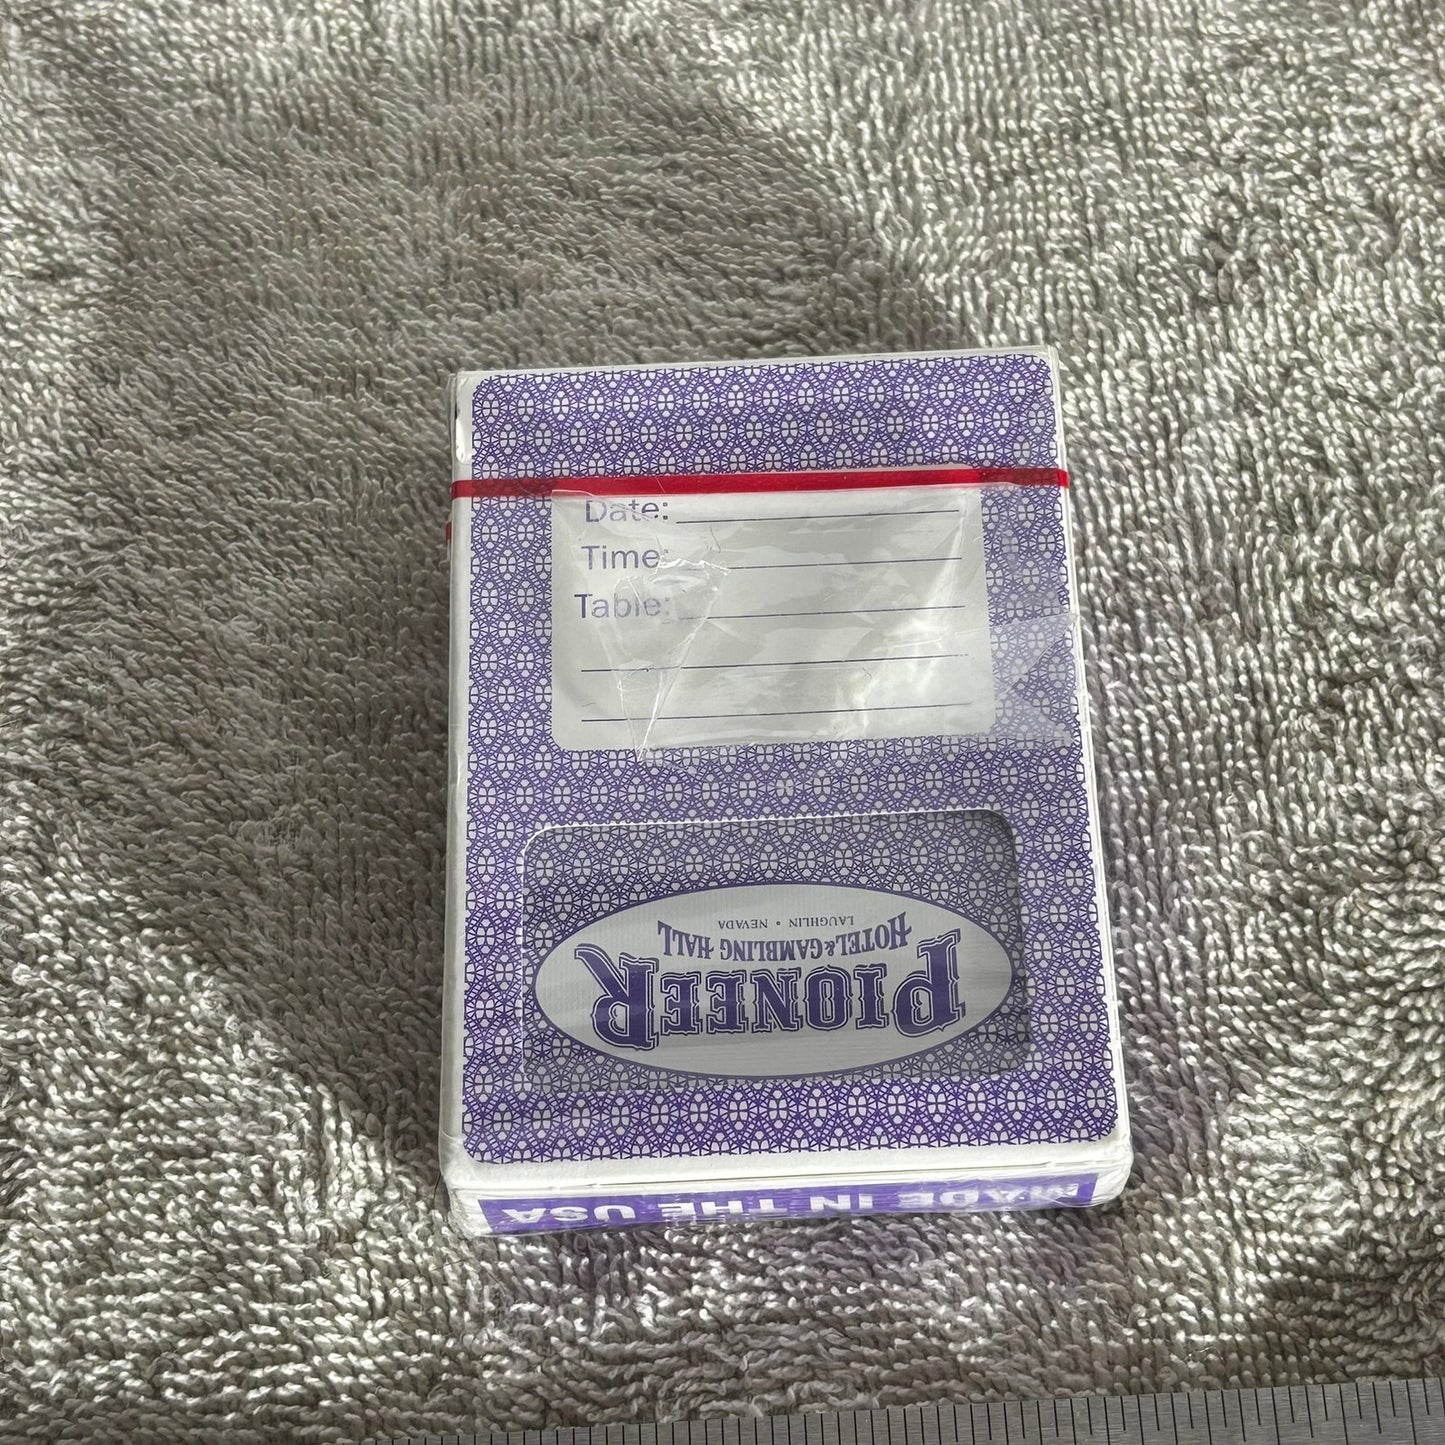 Date:
Time:
Table:
PIONEER
HOTEL & GAMBLING HALL
LAUGHLIN • NEVADA
MADE IN THE USA